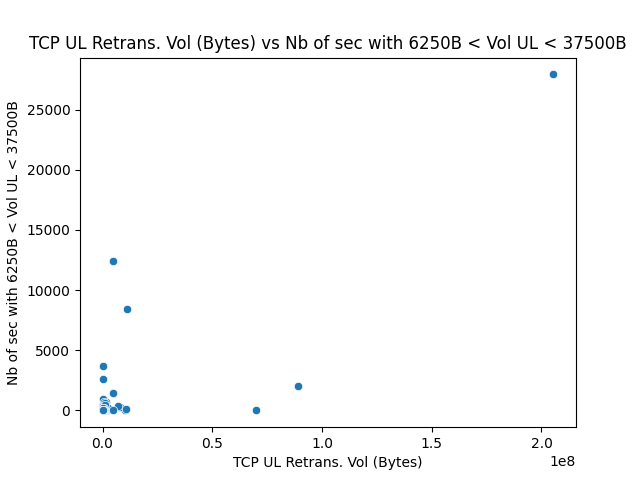 TCP UL Retrans. Vol (Bytes) vs Nb of sec with 6250B < Vol UL < 37500B
Nb of sec with 6250B < Vol UL < 37500B
25000
20000
15000
10000
5000
0
0.0 0.5 1.0 1.5 2.0
1e8
TCP UL Retrans. Vol (Bytes)